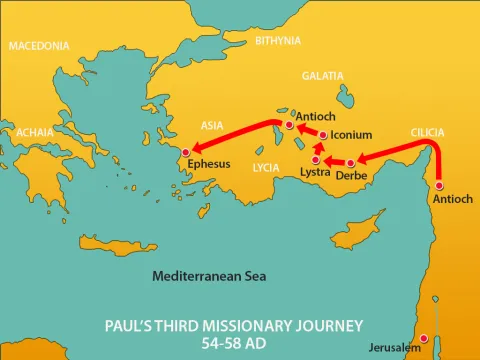 BITHYNIA
MACEDONIA
GALATIA
Antioch
ASIA
Iconium
CILICIA
ACHAIA
Ephesus
LYCIA
Lystra
Derbe
Antioch
Mediterranean Sea
PAUL'S THIRD MISSIONARY JOURNEY
54-58 AD
Jerusalem